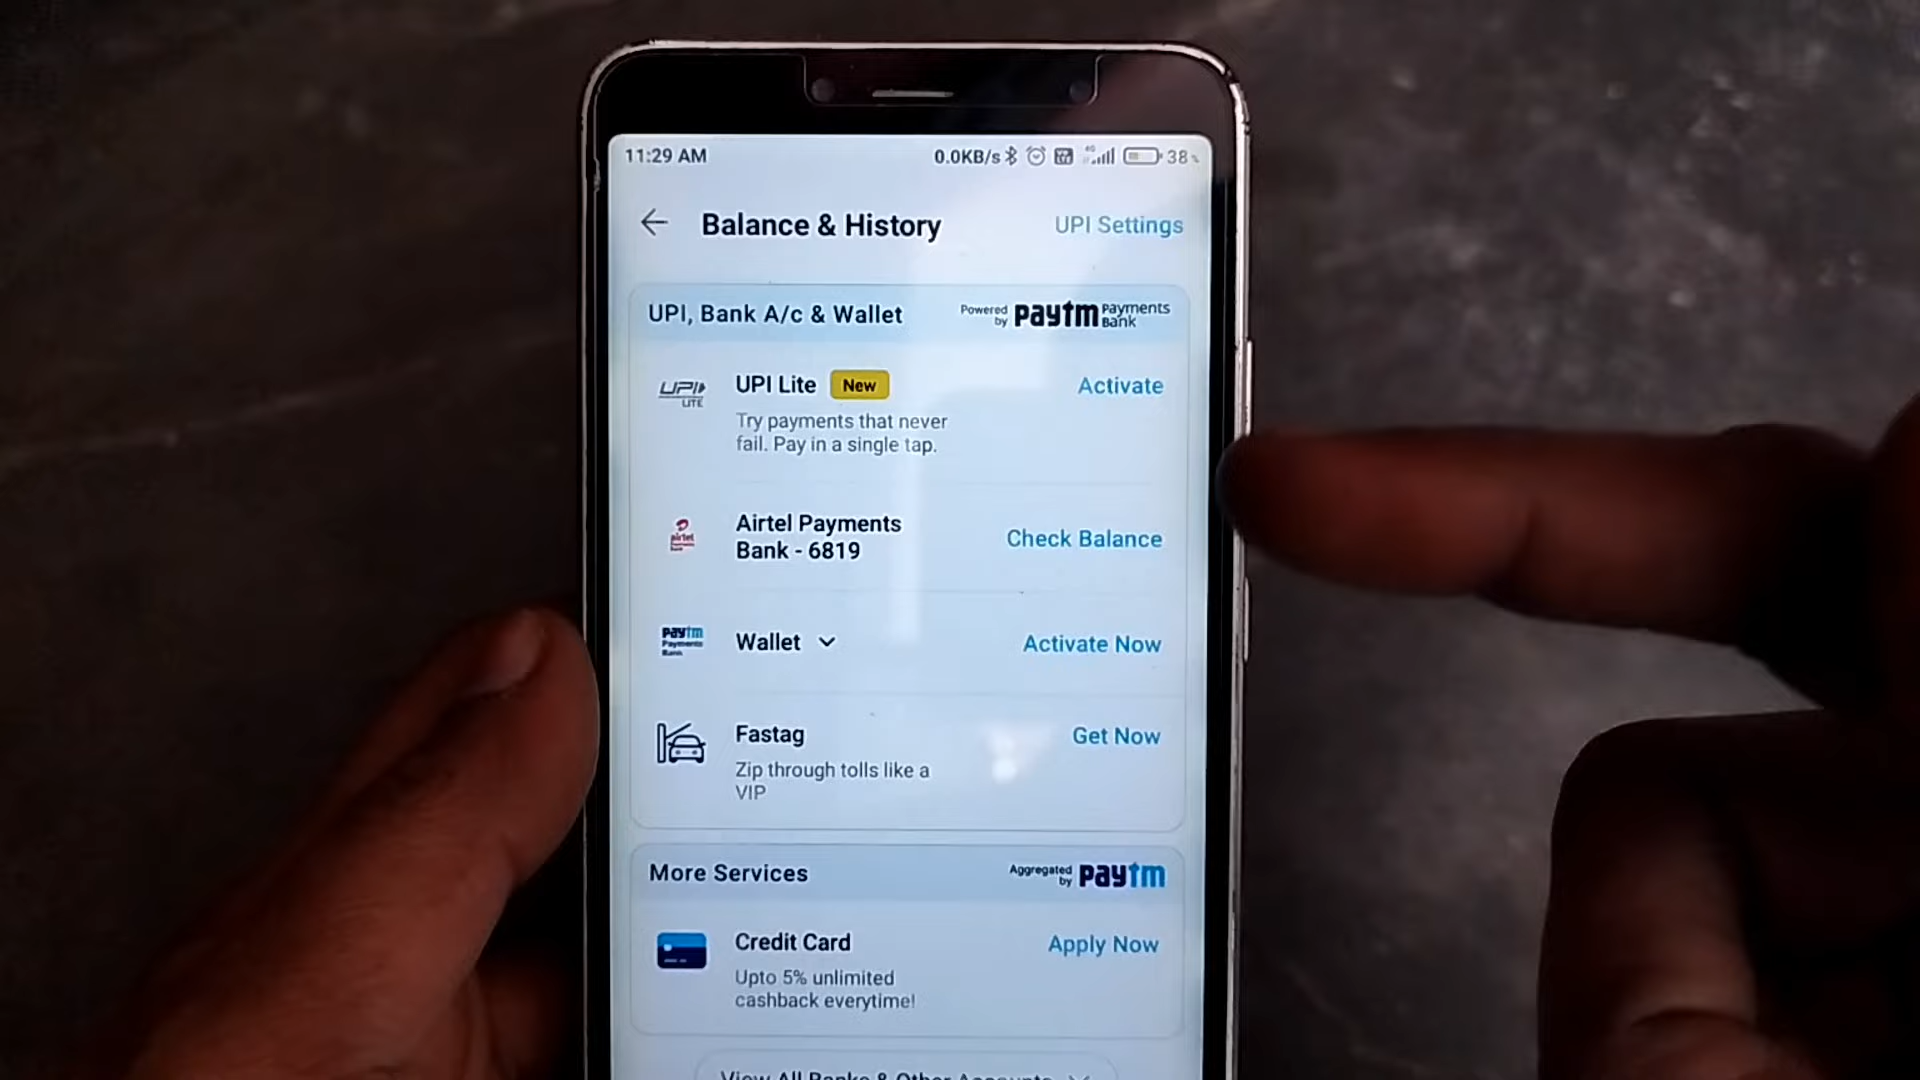 11:29 AM 0.0KB/s 4G 38
Balance & History UPI Settings
UPI, Bank A/c & Wallet Powered by paytm Payments Bank
UPI LITE
UPI Lite New Activate
Try payments that never
fail. Pay in a single tap.
airtel
Airtel Payments
Bank - 6819
Check Balance
paytm
Payments
Bank
Wallet Activate Now
Fastag Get Now
Zip through tolls like a
VIP
More Services Aggregated by paytm
Credit Card Apply Now
Upto 5% unlimited
cashback everytime!
View All Banks & Other Accounts